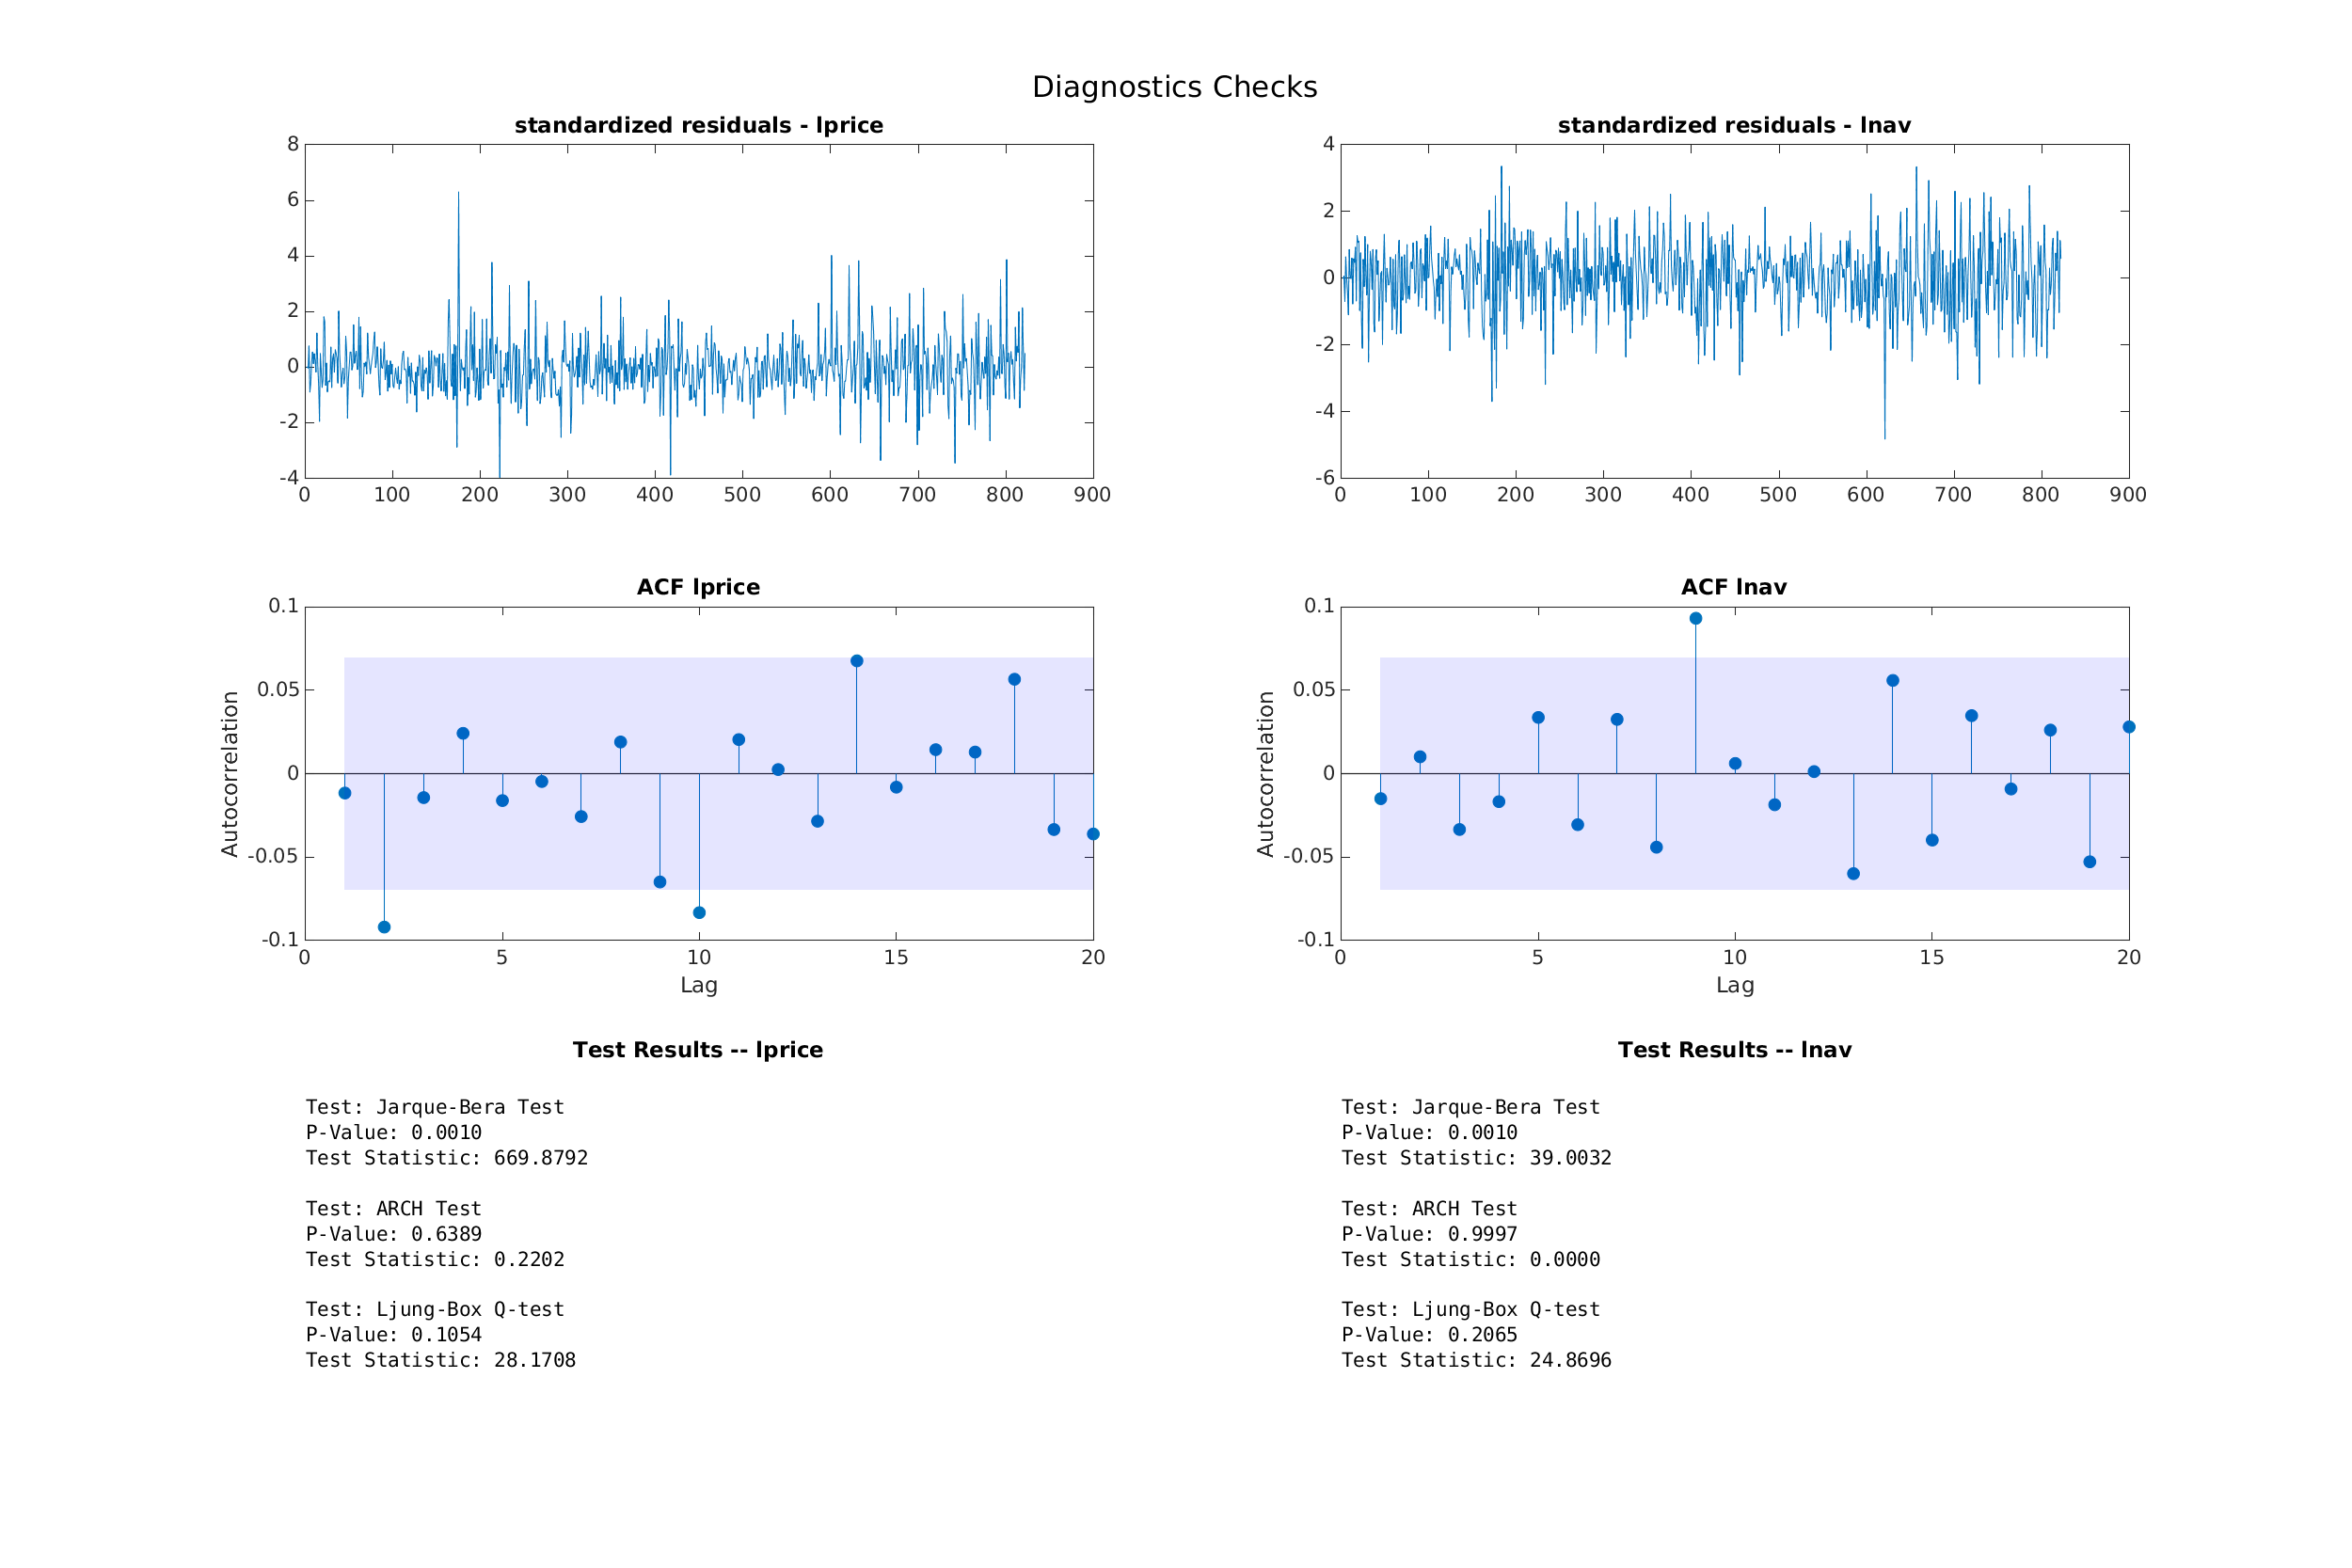 Diagnostics Checks
standardized residuals - lprice
8
6
4
2
0
-2
-4
0 100 200 300 400 500 600 700 800 900
standardized residuals - lnav
4
2
0
-2
-4
-6
0 100 200 300 400 500 600 700 800 900
ACF lprice
Autocorrelation
0.1
0.05
0
-0.05
-0.1
0 5 10 15 20
Lag
ACF lnav
Autocorrelation
0.1
0.05
0
-0.05
-0.1
0 5 10 15 20
Lag
Test Results -- lprice
Test: Jarque-Bera Test
P-Value: 0.0010
Test Statistic: 669.8792
Test: ARCH Test
P-Value: 0.6389
Test Statistic: 0.2202
Test: Ljung-Box Q-test
P-Value: 0.1054
Test Statistic: 28.1708
Test Results -- lnav
Test: Jarque-Bera Test
P-Value: 0.0010
Test Statistic: 39.0032
Test: ARCH Test
P-Value: 0.9997
Test Statistic: 0.0000
Test: Ljung-Box Q-test
P-Value: 0.2065
Test Statistic: 24.8696